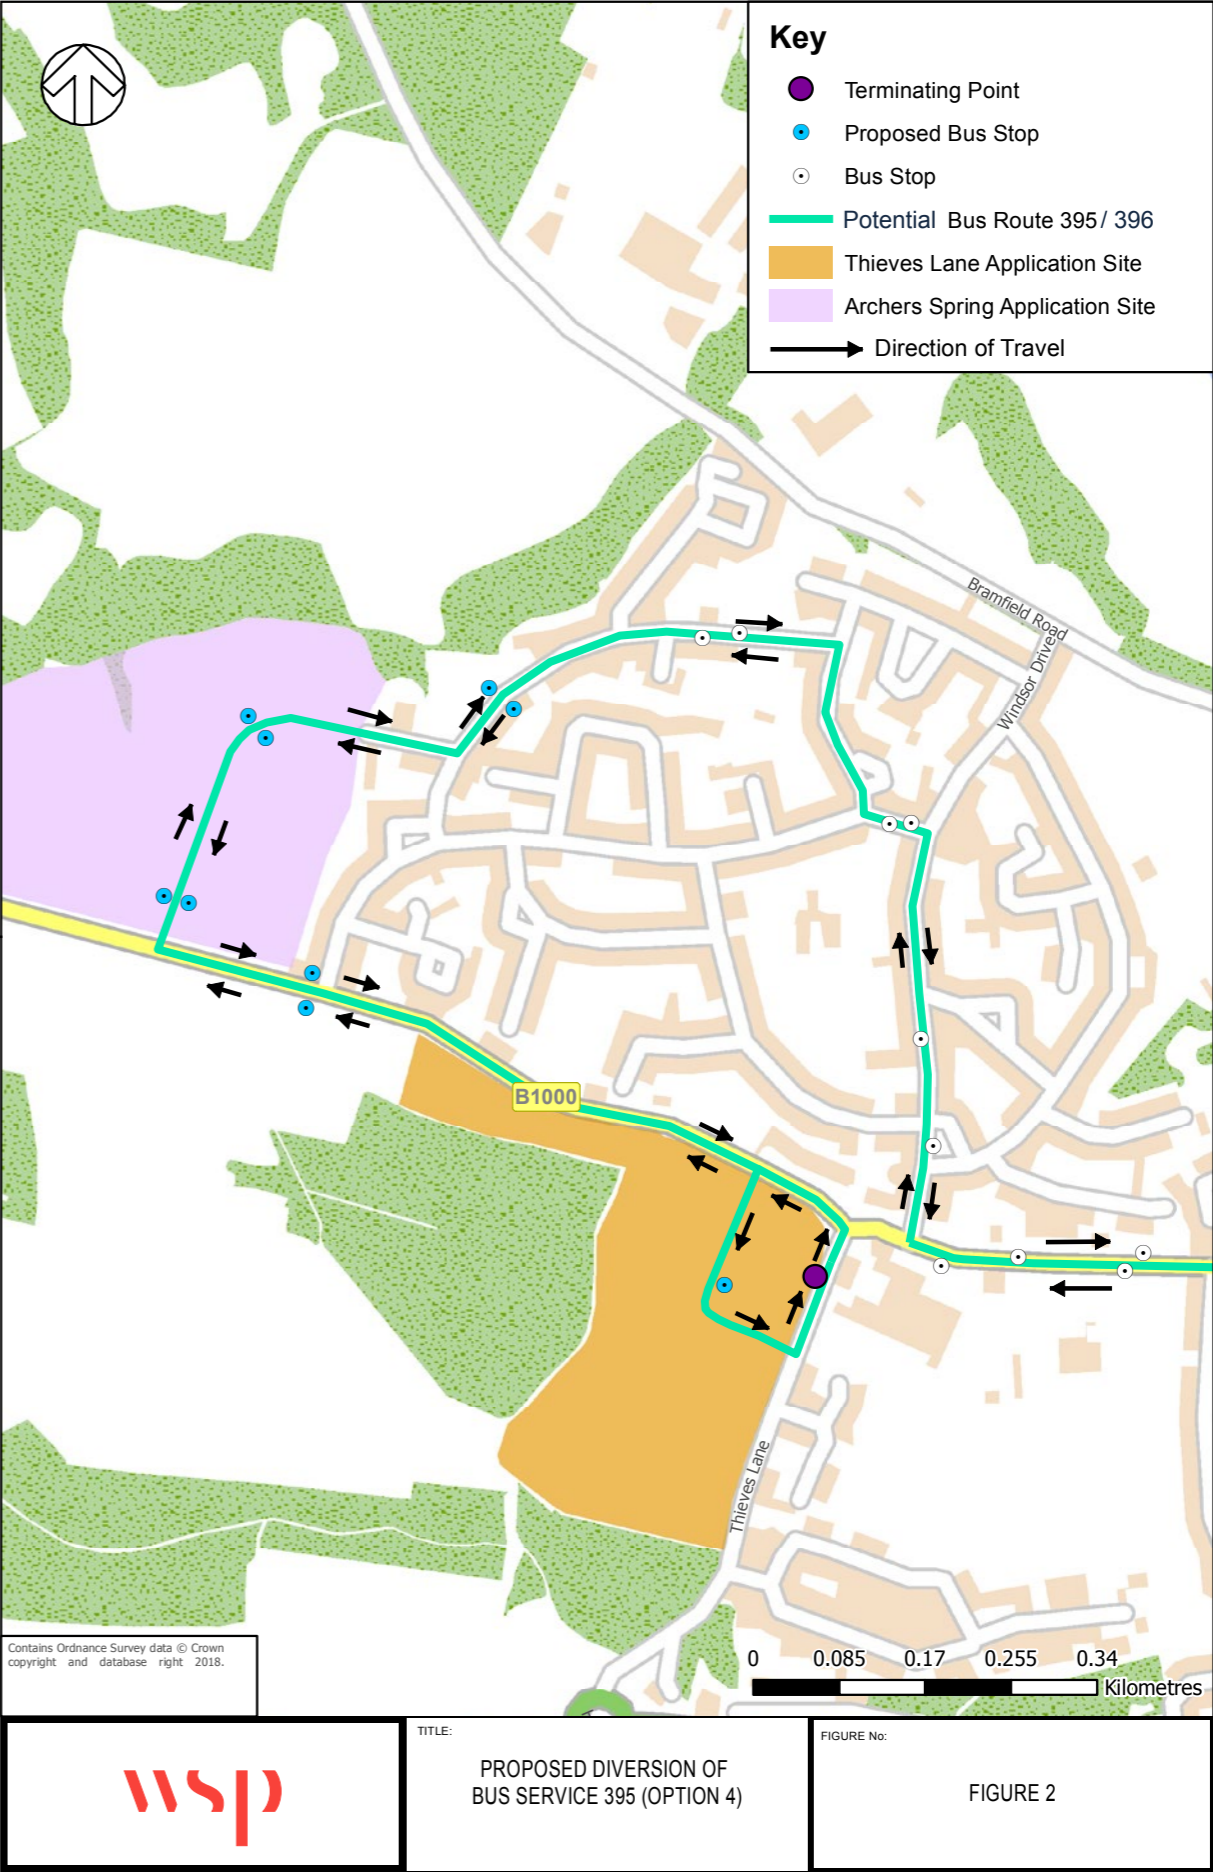 Key
Terminating Point
Proposed Bus Stop
Bus Stop
Potential Bus Route 395 / 396
Thieves Lane Application Site
Archers Spring Application Site
Direction of Travel
Bramfield Road
Windsor Drive
B1000
Thieves Lane
Contains Ordnance Survey data © Crown
copyright and database right 2018.
0 0.085 0.17 0.255 0.34
Kilometres
wsp
TITLE:
PROPOSED DIVERSION OF
BUS SERVICE 395 (OPTION 4)
FIGURE No:
FIGURE 2